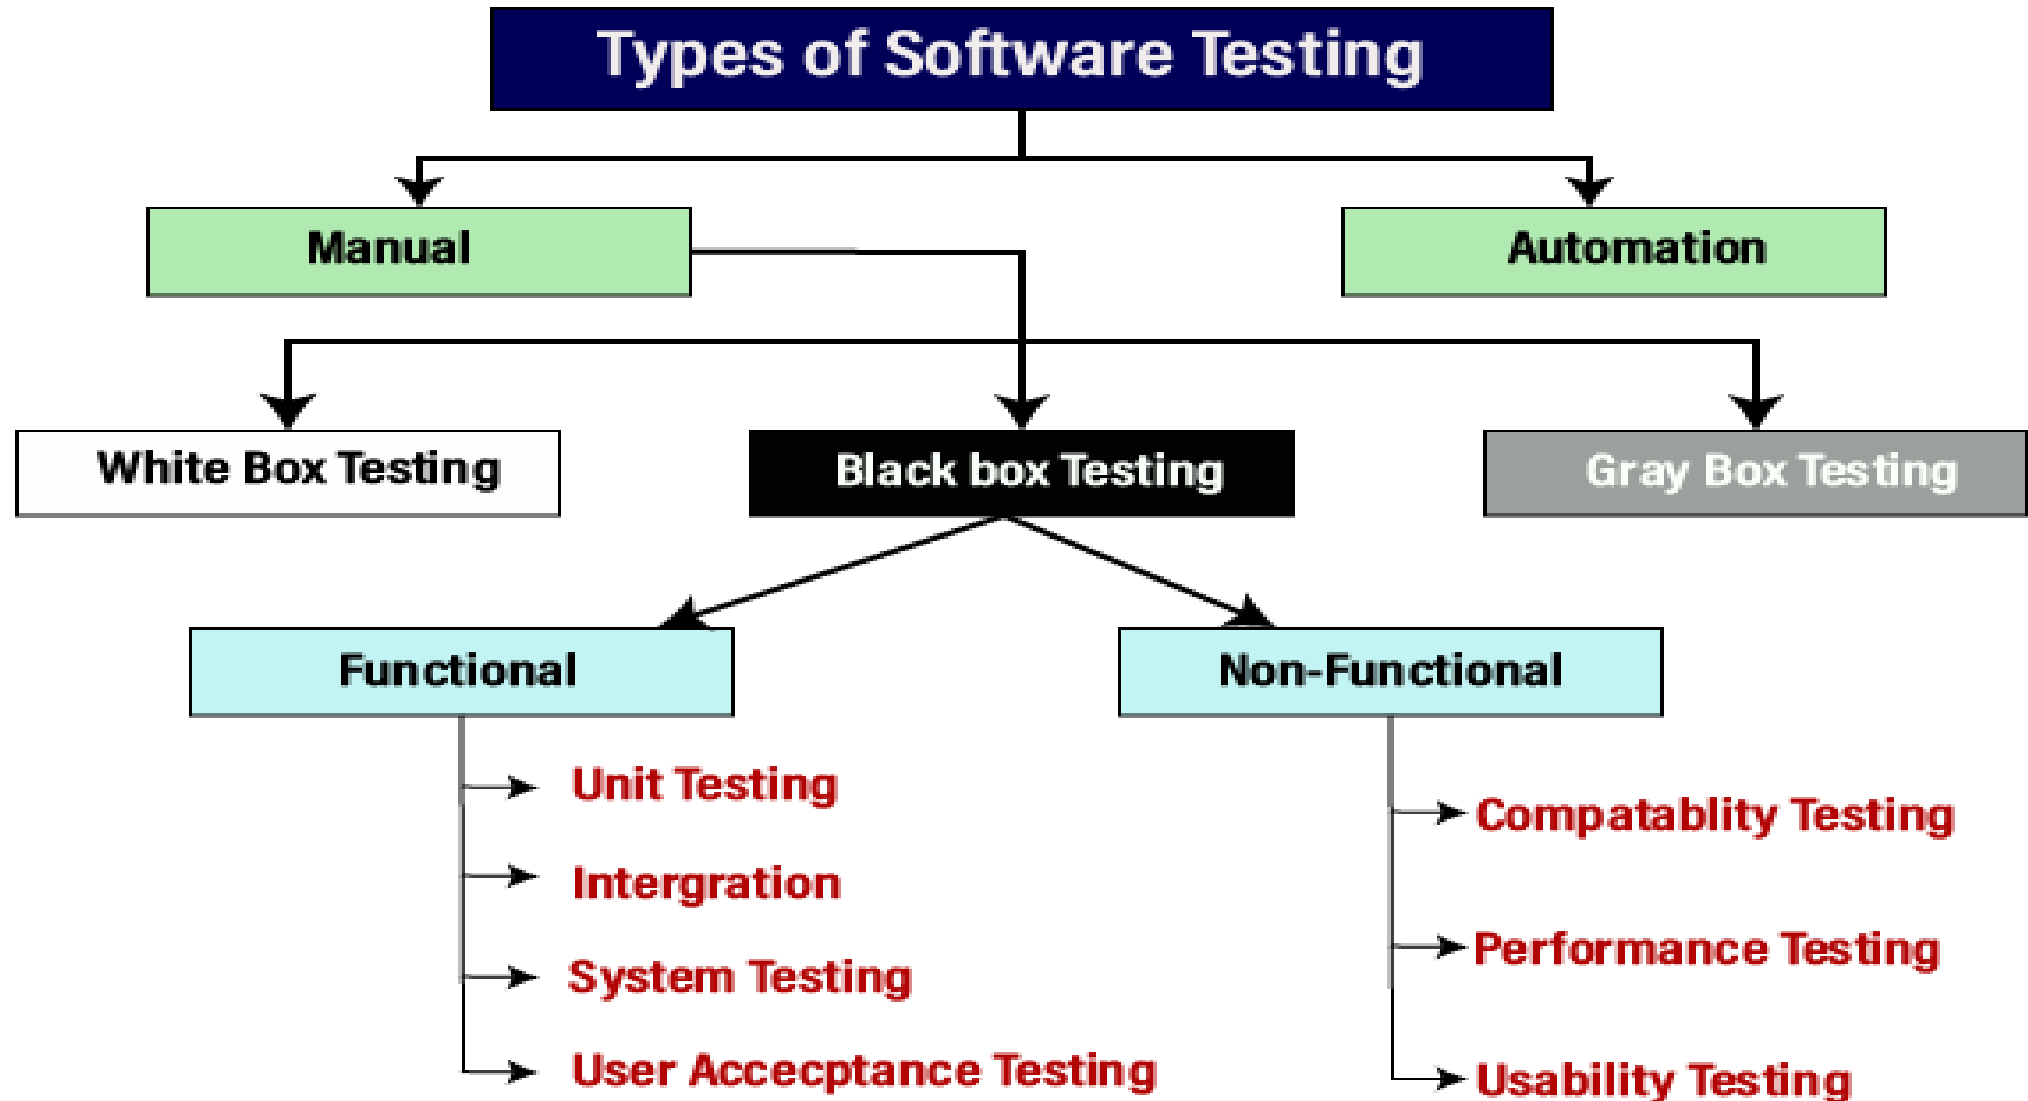 Types of Software Testing
Manual
Automation
White Box Testing
Black box Testing
Gray Box Testing
Functional
Non-Functional
Unit Testing
Intergration
System Testing
User Accecptance Testing
Compatablity Testing
Performance Testing
Usability Testing